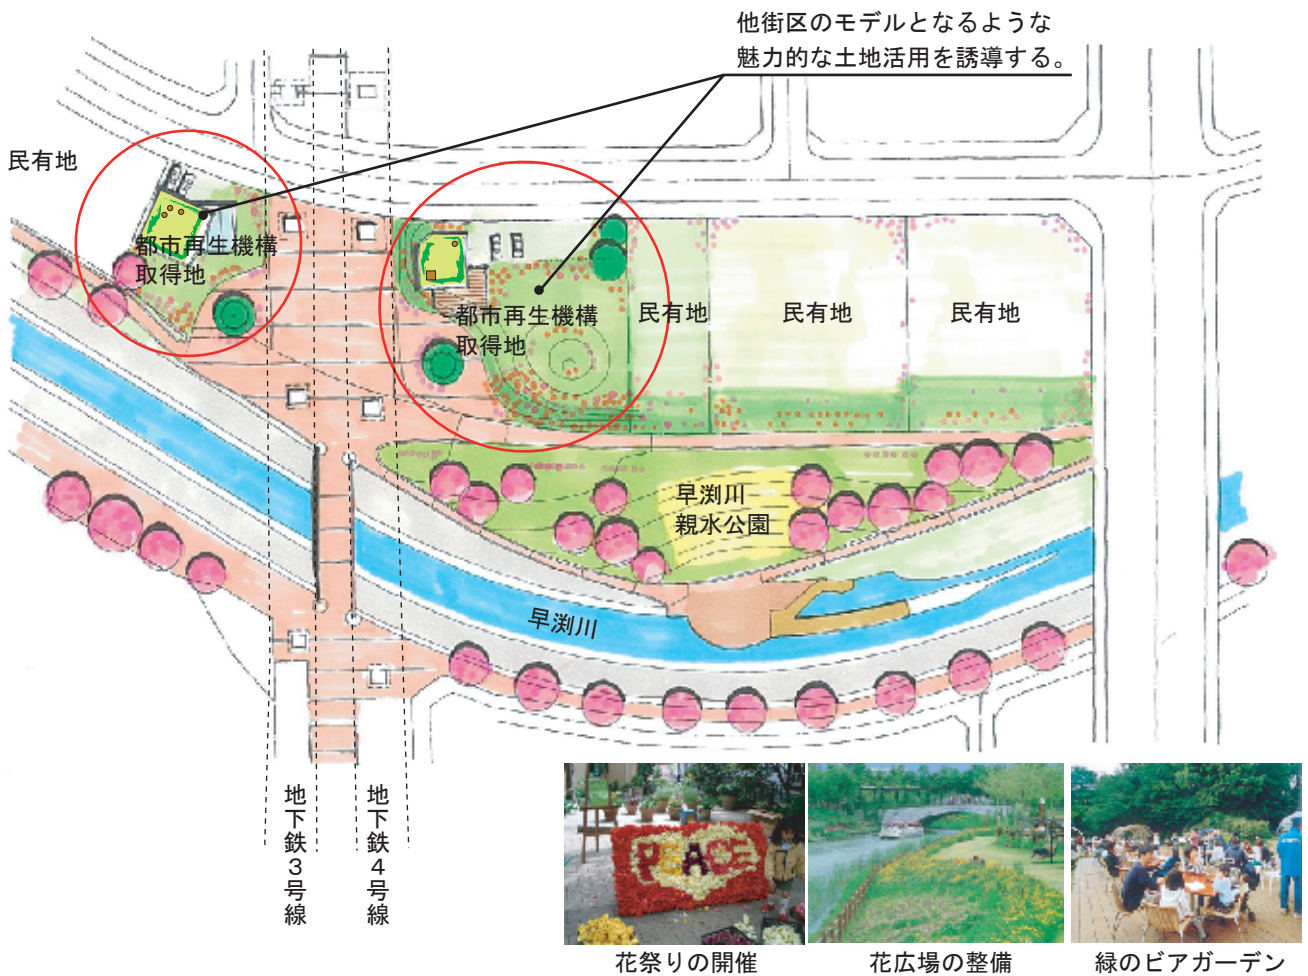 他街区のモデルとなるような
魅力的な土地活用を誘導する。
民有地
都市再生機構
取得地
都市再生機構
取得地
民有地
民有地
民有地
早渕川
親水公園
早渕川
地下鉄3号線
地下鉄4号線
PEACE
花祭りの開催
花広場の整備
緑のビアガーデン